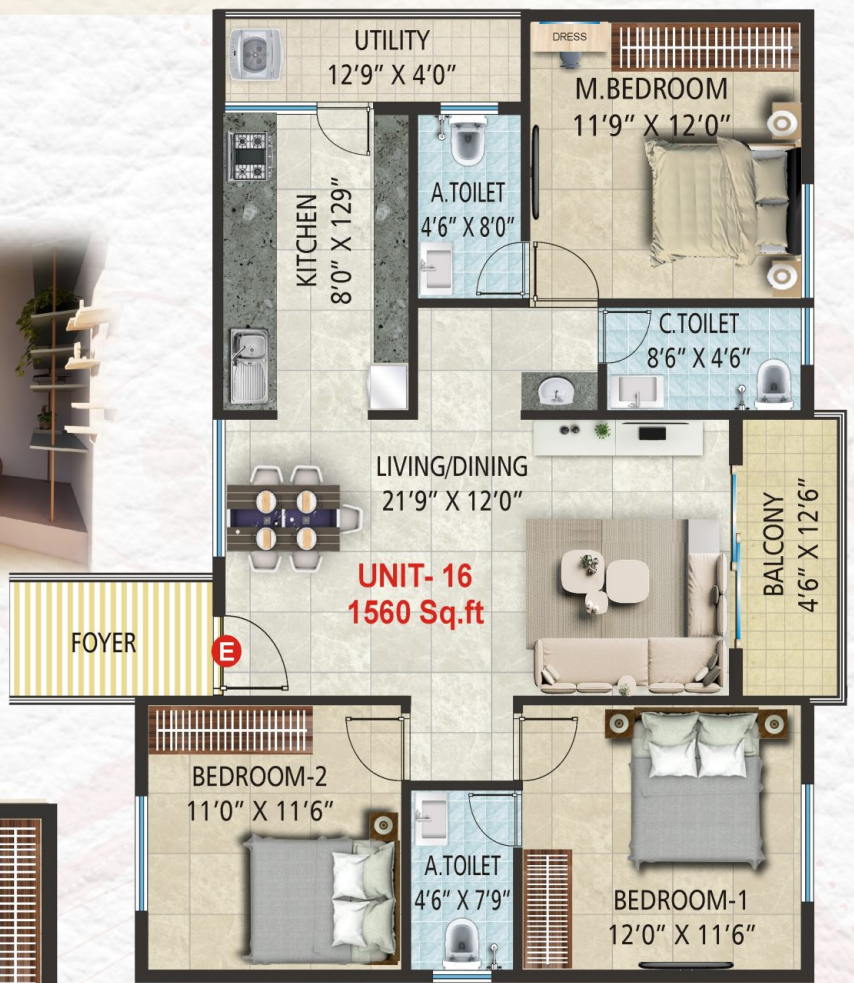 UTILITY
12'9" X 4'0"
DRESS
M.BEDROOM
11'9" X 12'0"
A.TOILET
4'6" X 8'0"
KITCHEN
8'0" X 129"
C.TOILET
8'6" X 4'6"
LIVING/DINING
21'9" X 12'0"
BALCONY
4'6" X 12'6"
UNIT- 16
1560 Sq.ft
FOYER
E
BEDROOM-2
11'0" X 11'6"
A.TOILET
4'6" X 7'9"
BEDROOM-1
12'0" X 11'6"